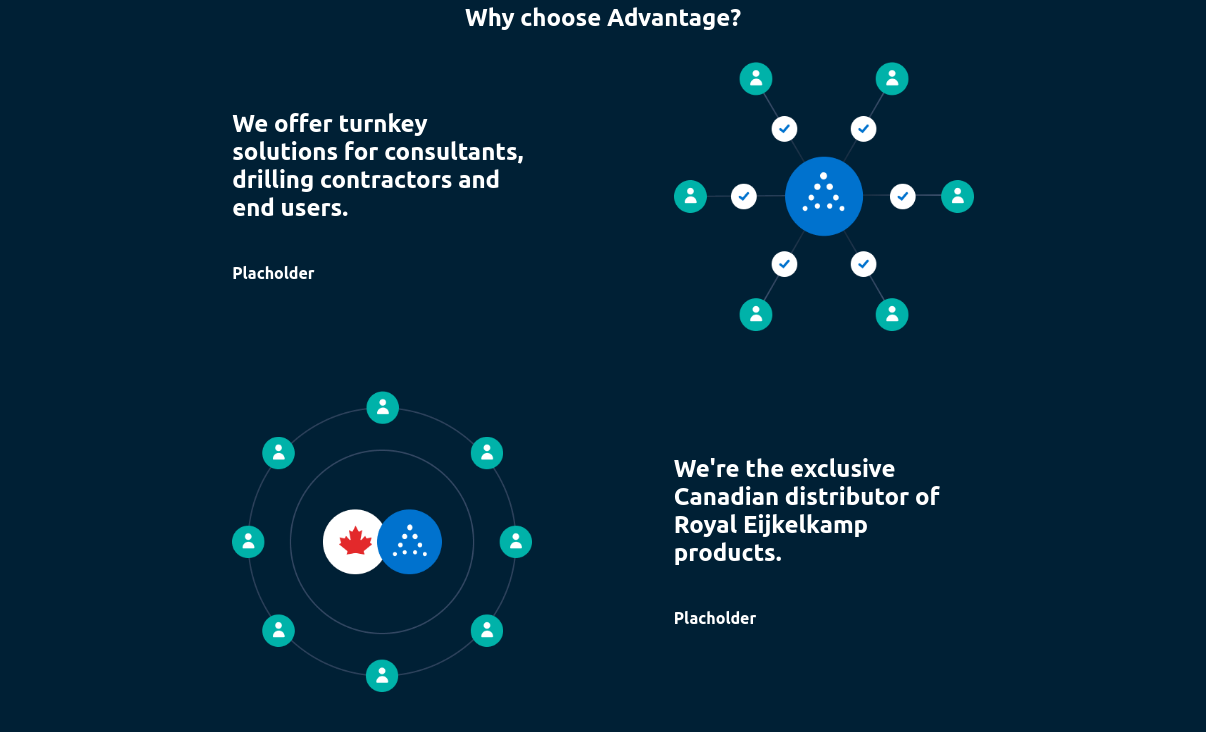 Why choose Advantage?
We offer turnkey
solutions for consultants,
drilling contractors and
end users.
Placholder
We're the exclusive
Canadian distributor of
Royal Eijkelkamp
products.
Placholder